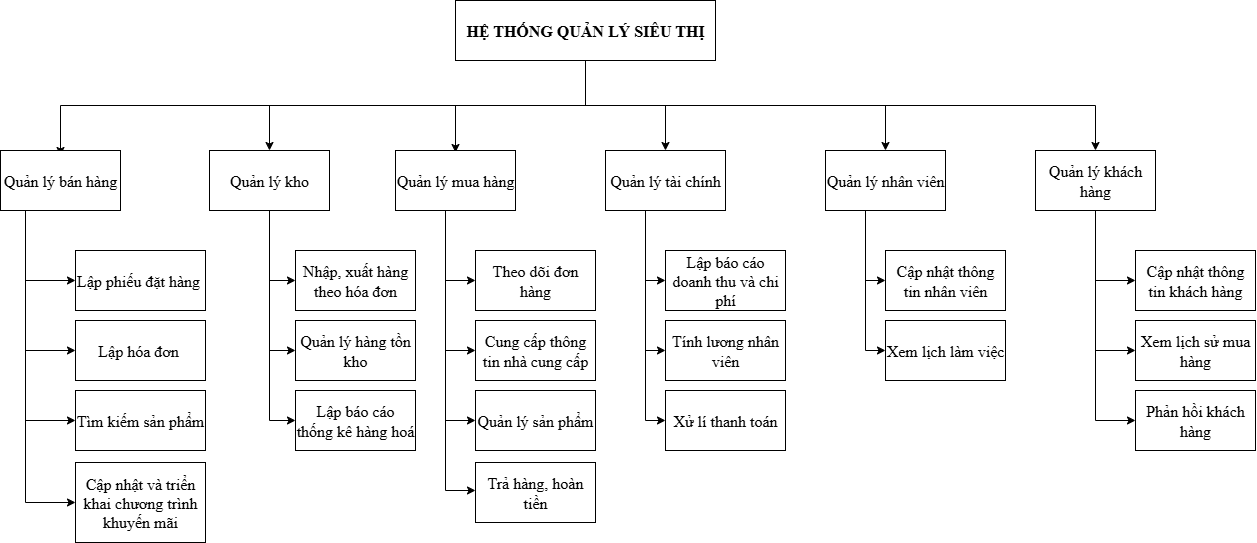 HỆ THỐNG QUẢN LÝ SIÊU THỊ
Quản lý bán hàng
Quản lý kho
Quản lý mua hàng
Quản lý tài chính
Quản lý nhân viên
Quản lý khách
hàng
Lập phiếu đặt hàng
Lập hóa đơn
Tìm kiếm sản phẩm
Cập nhật và triển
khai chương trình
khuyến mãi
Nhập, xuất hàng
theo hóa đơn
Quản lý hàng tồn
kho
Lập báo cáo
thống kê hàng hoá
Theo dõi đơn
hàng
Cung cấp thông
tin nhà cung cấp
Quản lý sản phẩm
Trả hàng, hoàn
tiền
Lập báo cáo
doanh thu và chi
phí
Tính lương nhân
viên
Xử lí thanh toán
Cập nhật thông
tin nhân viên
Xem lịch làm việc
Cập nhật thông
tin khách hàng
Xem lịch sử mua
hàng
Phản hồi khách
hàng